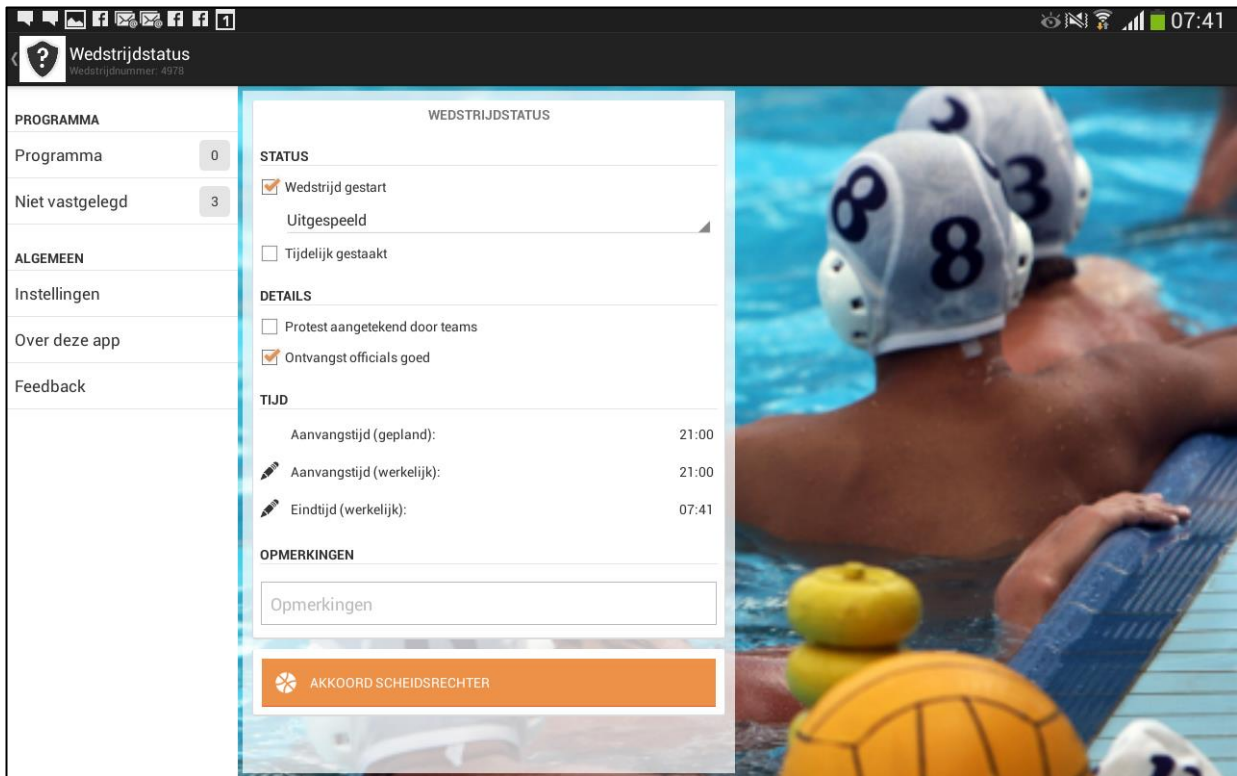 1
07:41
Wedstrijdstatus
Wedstrijdnummer: 4978
PROGRAMMA
Programma 0
Niet vastgelegd 3
ALGEMEEN
Instellingen
Over deze app
Feedback
WEDSTRIJDSTATUS
STATUS
Wedstrijd gestart
Uitgespeeld
Tijdelijk gestaakt
DETAILS
Protest aangetekend door teams
Ontvangst officials goed
TIJD
Aanvangstijd (gepland): 21:00
Aanvangstijd (werkelijk): 21:00
Eindtijd (werkelijk): 07:41
OPMERKINGEN
Opmerkingen
AKKOORD SCHEIDSRECHTER
3
8 8